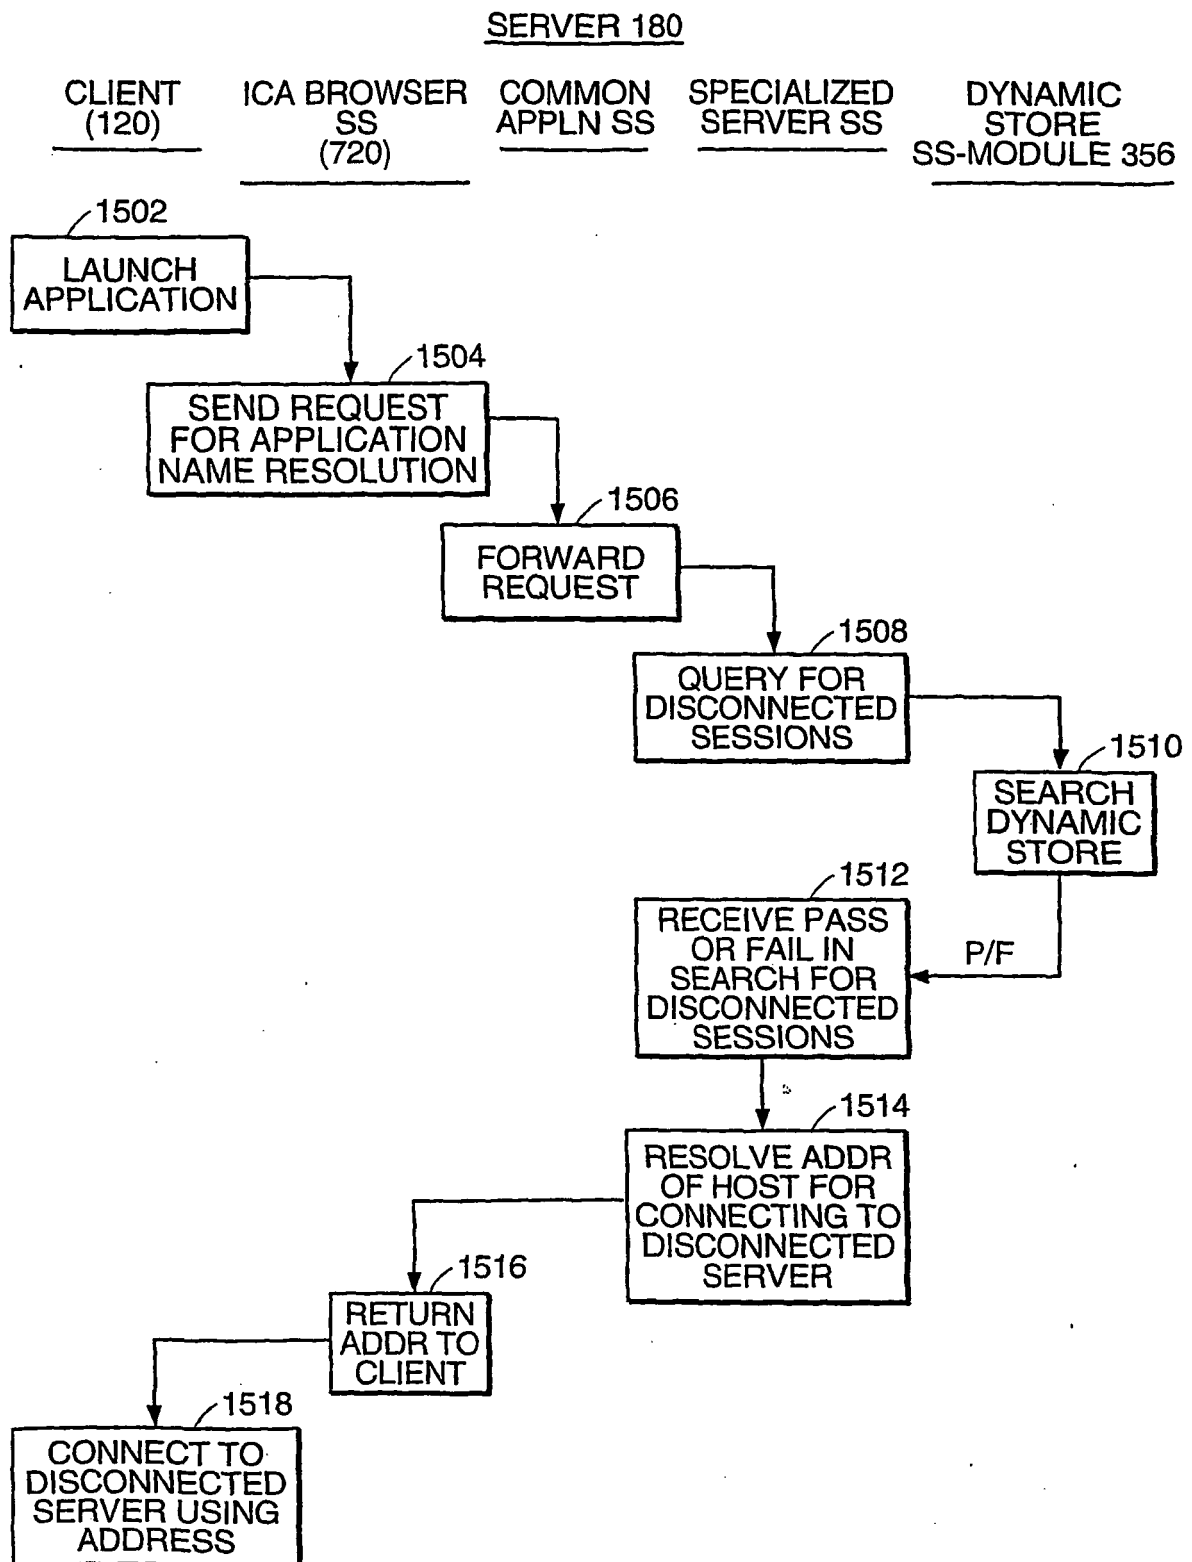 SERVER 180
CLIENT
(120)
ICA BROWSER
SS
(720)
COMMON
APPLN SS
SPECIALIZED
SERVER SS
DYNAMIC
STORE
SS-MODULE 356
1502
LAUNCH
APPLICATION
1504
SEND REQUEST
FOR APPLICATION
NAME RESOLUTION
1506
FORWARD
REQUEST
1508
QUERY FOR
DISCONNECTED
SESSIONS
1510
SEARCH
DYNAMIC
STORE
1512
RECEIVE PASS
OR FAIL IN
SEARCH FOR
DISCONNECTED
SESSIONS
P/F
1514
RESOLVE ADDR
OF HOST FOR
CONNECTING TO
DISCONNECTED
SERVER
1516
RETURN
ADDR TO
CLIENT
1518
CONNECT TO
DISCONNECTED
SERVER USING
ADDRESS